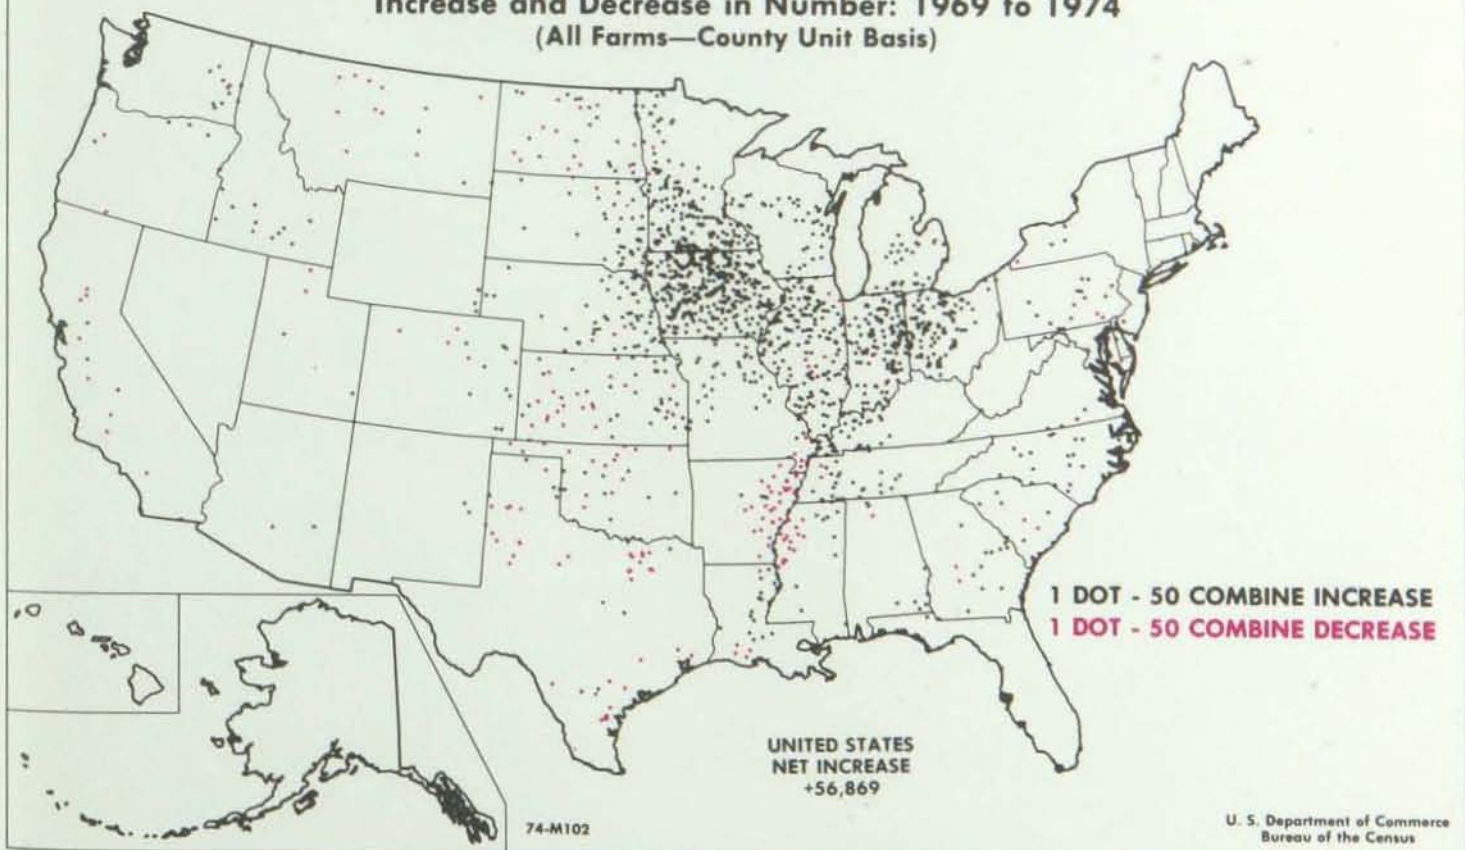 Increase and Decrease in Number: 1969 to 1974
(All Farms—County Unit Basis)
1 DOT - 50 COMBINE INCREASE
1 DOT - 50 COMBINE DECREASE
UNITED STATES
NET INCREASE
+56,869
74-M102
U. S. Department of Commerce
Bureau of the Census